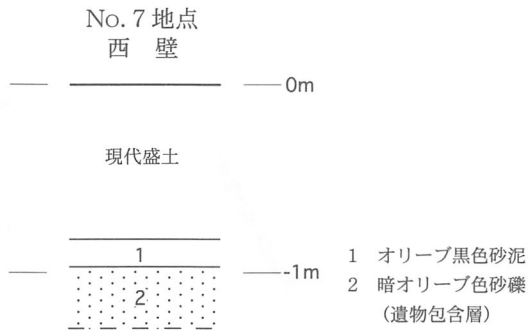 No. 7 地点
西 壁
0m
現代盛土
1
-1m
2
1 オリーブ黒色砂泥
2 暗オリーブ色砂礫
(遺物包含層)